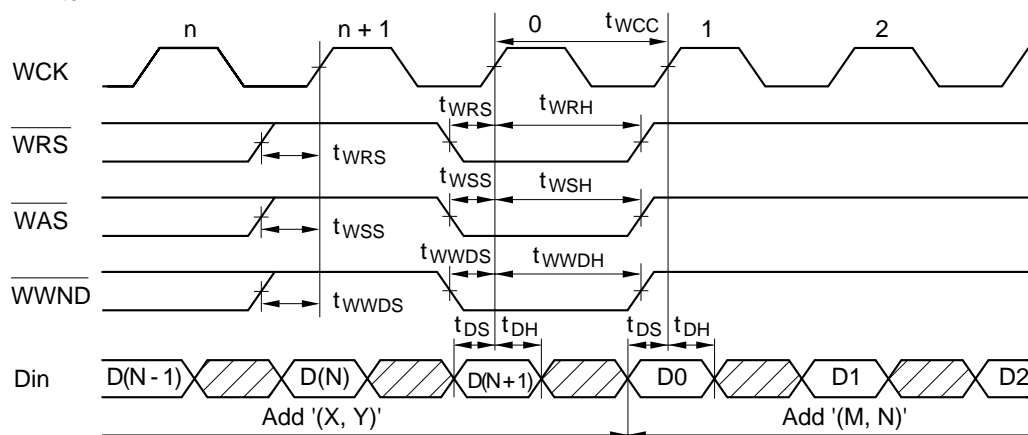 n n + 1 0 tWCC 1 2
WCK
tWRS tWRH
WRS
tWRS
tWSS tWSH
WAS
tWSS
tWWDS tWWDH
WWND
tWWDS
tDS tDH tDS tDH
Din D(N - 1) D(N) D(N+1) D0 D1 D2
Add '(X, Y)' Add '(M, N)'